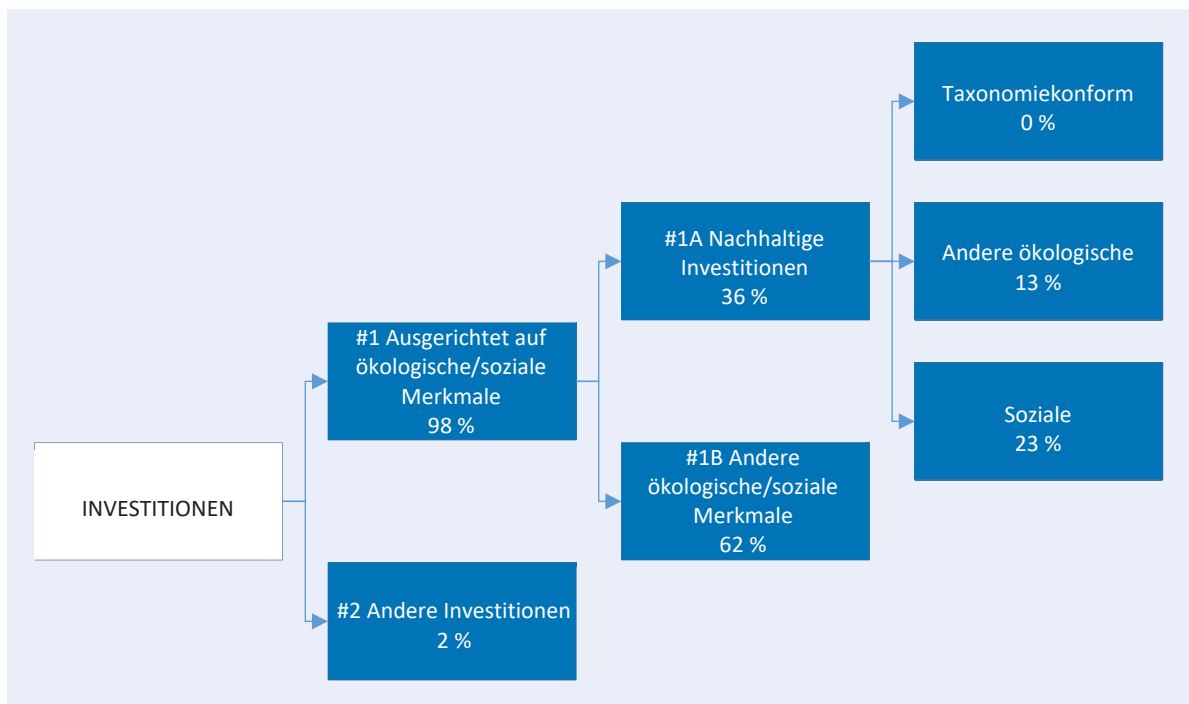 Taxonomiekonform
0 %
#1A Nachhaltige
Investitionen
36 %
Andere ökologische
13 %
#1 Ausgerichtet auf
ökologische/soziale
Merkmale
98 %
Soziale
23 %
INVESTITIONEN
#1B Andere
ökologische/soziale
Merkmale
62 %
#2 Andere Investitionen
2 %